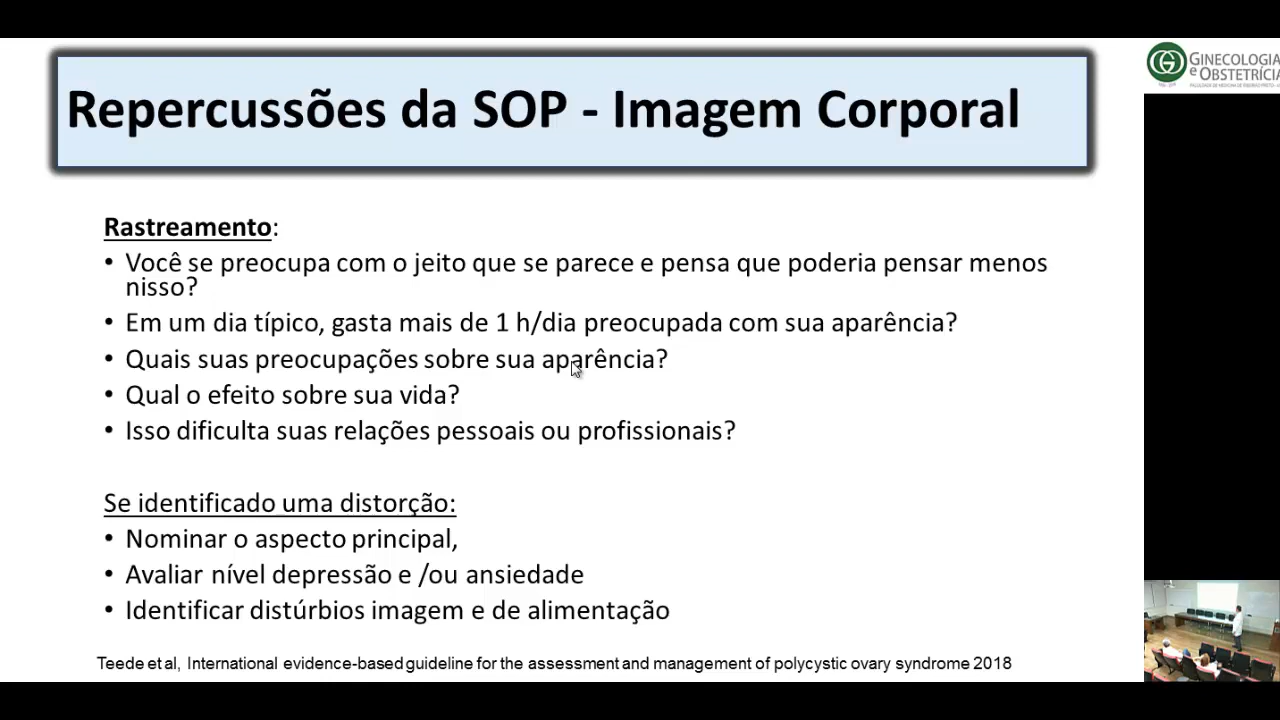 Repercussões da SOP - Imagem Corporal
GINECOLOGIA
e OBSTETRÍCIA
Rastreamento:
• Você se preocupa com o jeito que se parece e pensa que poderia pensar menos
nisso?
• Em um dia típico, gasta mais de 1 h/dia preocupada com sua aparência?
• Quais suas preocupações sobre sua aparência?
• Qual o efeito sobre sua vida?
• Isso dificulta suas relações pessoais ou profissionais?
Se identificado uma distorção:
• Nominar o aspecto principal,
• Avaliar nível depressão e /ou ansiedade
• Identificar distúrbios imagem e de alimentação
Teede et al, International evidence-based guideline for the assessment and management of polycystic ovary syndrome 2018